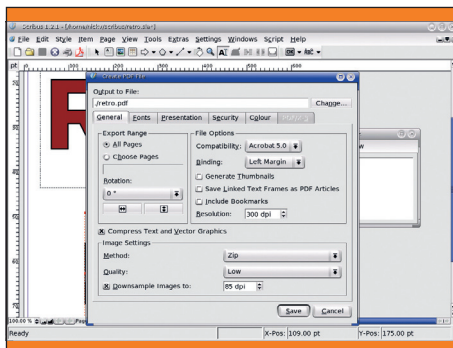 Scribus 1.2.1 - [/home/nick/scribus/retro.sla*]
File Edit Style Item Page View Tools Extras Settings Windows Script Help
pt
Create PDF File
Output to File:
./retro.pdf Change...
General Fonts Presentation Security Colour
Export Range
All Pages
Choose Pages
Rotation:
0 °
File Options
Compatibility: Acrobat 5.0
Binding: Left Margin
Generate Thumbnails
Save Linked Text Frames as PDF Articles
Include Bookmarks
Resolution: 300 dpi
Compress Text and Vector Graphics
Image Settings
Method: Zip
Quality: Low
Downsample Images to: 85 dpi
Save Cancel
100.00 %
Ready X-Pos: 109.00 pt Y-Pos: 175.00 pt